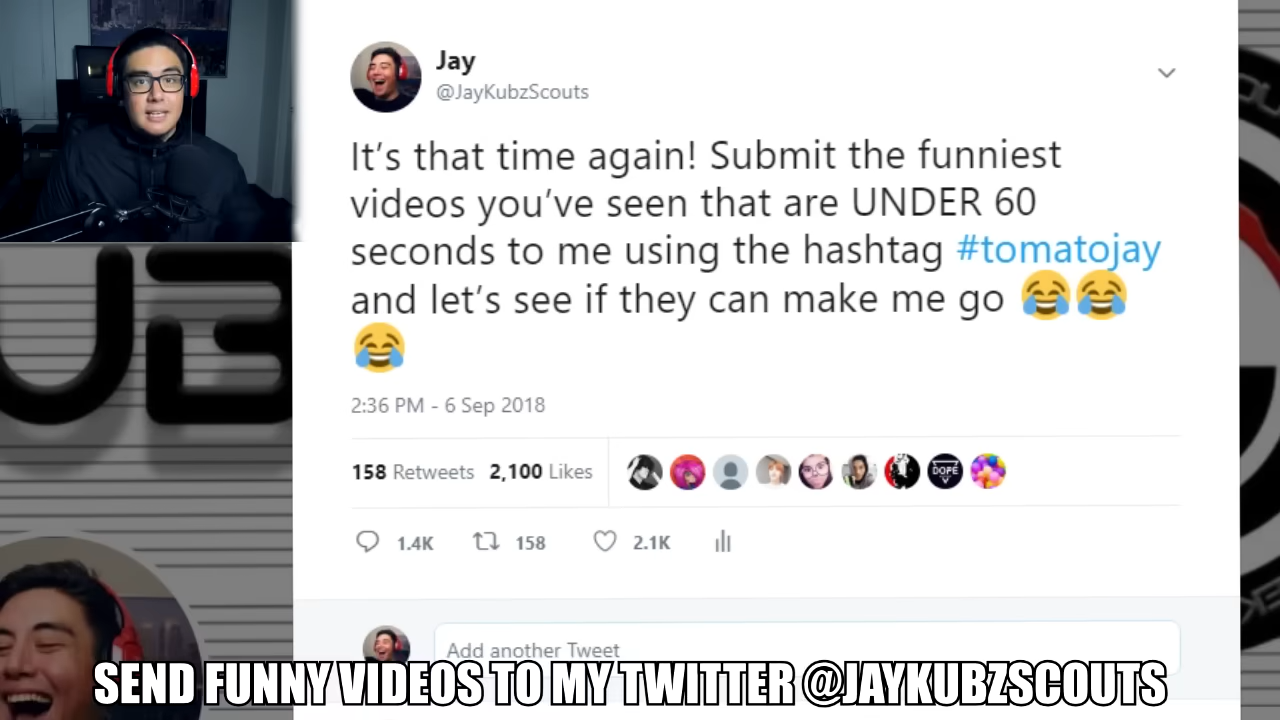 Jay
@JayKubzScouts
It’s that time again! Submit the funniest
videos you’ve seen that are UNDER 60
seconds to me using the hashtag #tomatojay
and let’s see if they can make me go 😂😂
😂
2:36 PM - 6 Sep 2018
158 Retweets 2,100 Likes
DOPE
1.4K 158 2.1K
Add another Tweet
SEND FUNNY VIDEOS TO MY TWITTER @JAYKUBZSCOUTS
UB